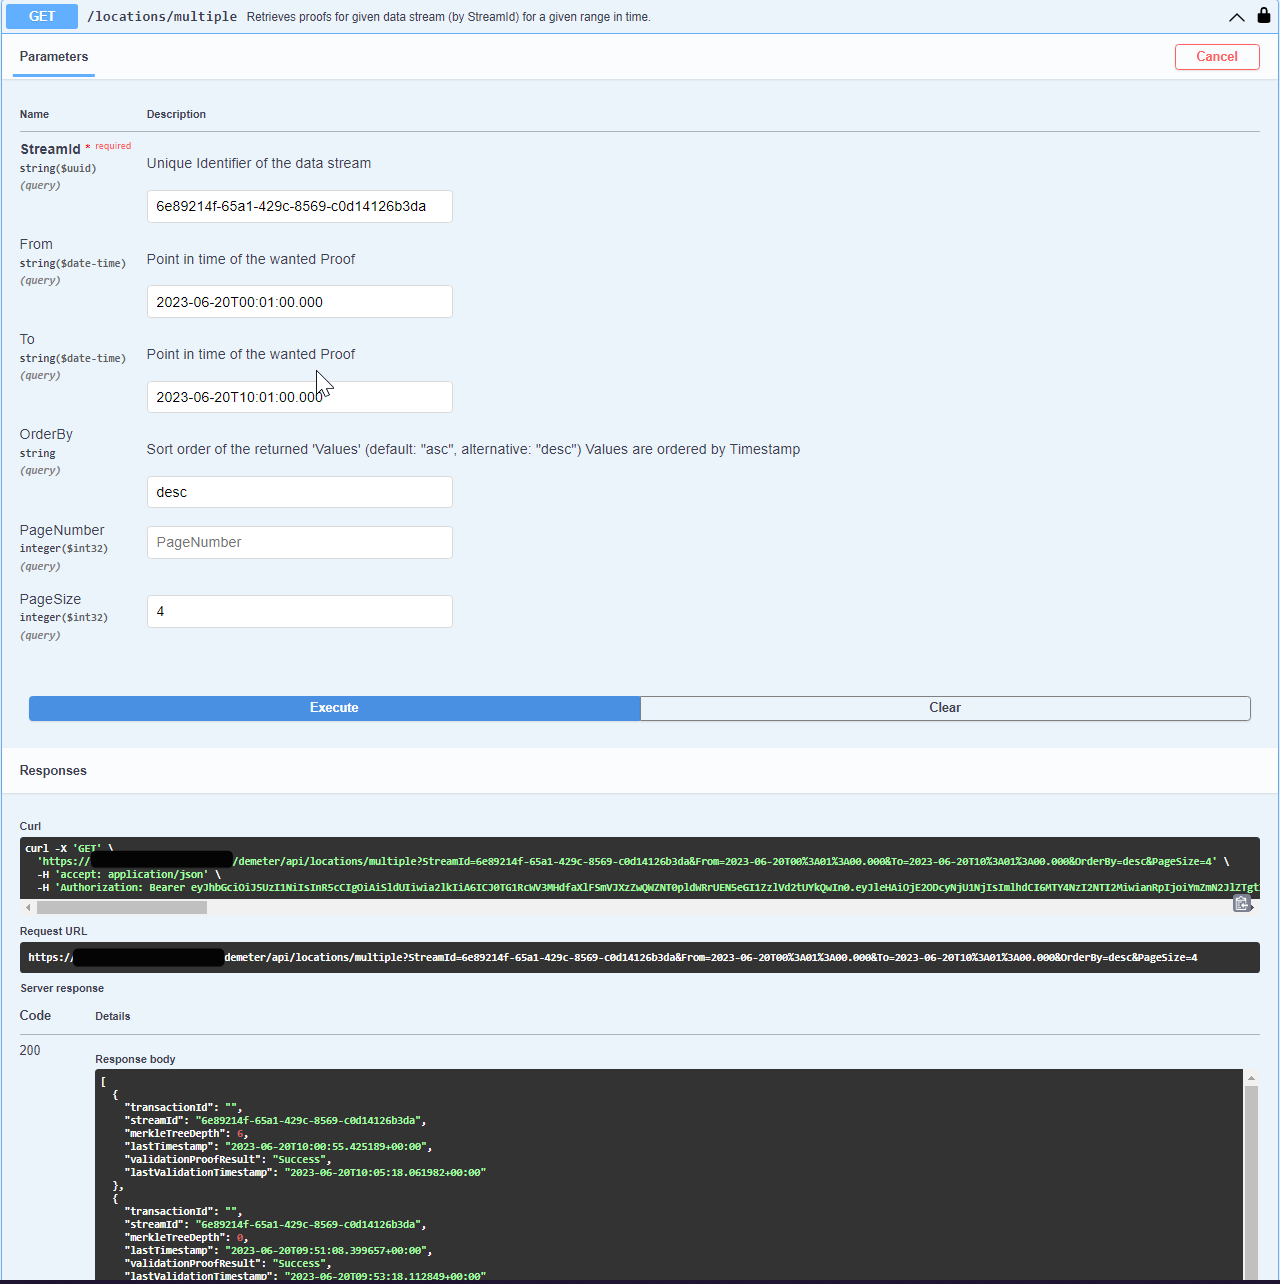 GET /locations/multiple Retrieves proofs for given data stream (by StreamId) for a given range in time.
Parameters
Cancel
Name Description
StreamId * required
string($uuid)
(query)
Unique Identifier of the data stream
6e89214f-65a1-429c-8569-c0d14126b3da
From
string($date-time)
(query)
Point in time of the wanted Proof
2023-06-20T00:01:00.000
To
string($date-time)
(query)
Point in time of the wanted Proof
2023-06-20T10:01:00.000
OrderBy
string
(query)
Sort order of the returned 'Values' (default: "asc", alternative: "desc") Values are ordered by Timestamp
desc
PageNumber
integer($int32)
(query)
PageNumber
PageSize
integer($int32)
(query)
4
Execute
Clear
Responses
Curl
curl -X 'GET' \
'https:// /demeter/api/locations/multiple?StreamId=6e89214f-65a1-429c-8569-c0d14126b3da&From=2023-06-20T00%3A01%3A00.000&To=2023-06-20T10%3A01%3A00.000&OrderBy=desc&PageSize=4' \
-H 'accept: application/json' \
-H 'Authorization: Bearer
Request URL
https:// demeter/api/locations/multiple?StreamId=6e89214f-65a1-429c-8569-c0d14126b3da&From=2023-06-20T00%3A01%3A00.000&To=2023-06-20T10%3A01%3A00.000&OrderBy=desc&PageSize=4
Server response
Code Details
200
Response body
[
{
"transactionId": "",
"streamId": "6e89214f-65a1-429c-8569-c0d14126b3da",
"merkleTreeDepth": 6,
"lastTimestamp": "2023-06-20T10:00:55.425189+00:00",
"validationProofResult": "Success",
"lastValidationTimestamp": "2023-06-20T10:05:18.061982+00:00"
},
{
"transactionId": "",
"streamId": "6e89214f-65a1-429c-8569-c0d14126b3da",
"merkleTreeDepth": 0,
"lastTimestamp": "2023-06-20T09:51:08.399657+00:00",
"validationProofResult": "Success",
"lastValidationTimestamp": "2023-06-20T09:53:18.112849+00:00"